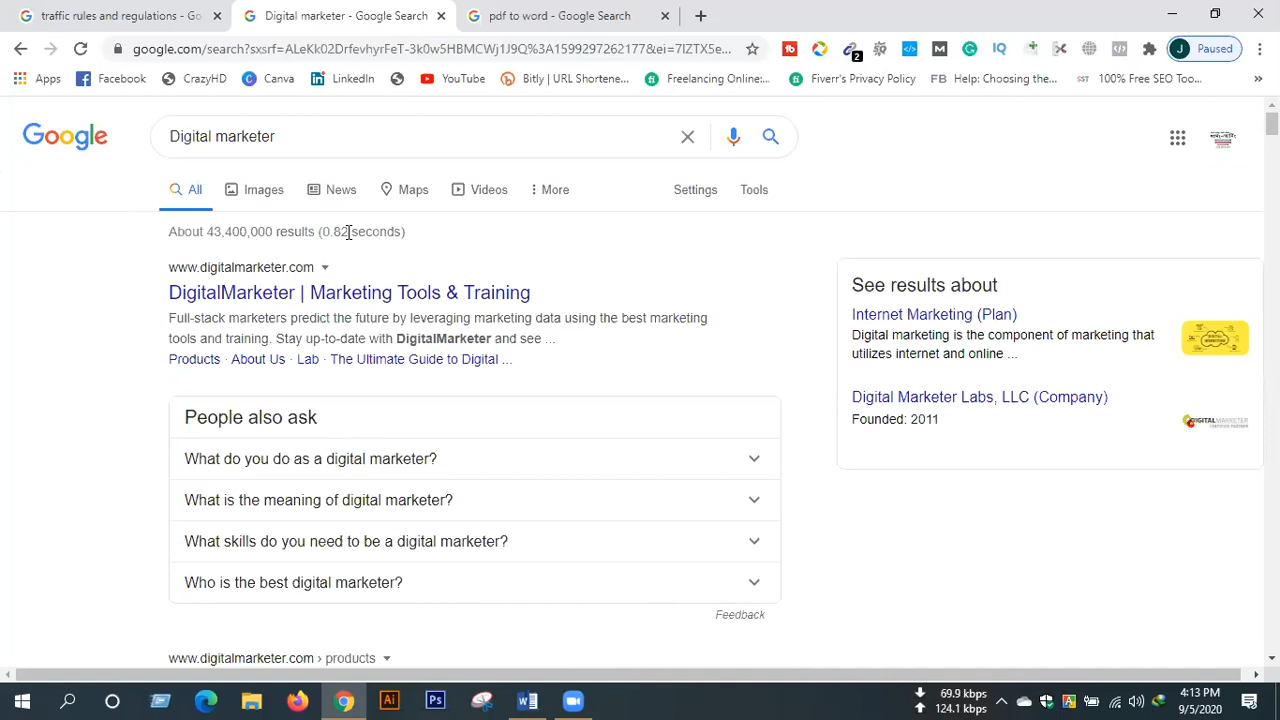 traffic rules and regulations - G
Digital marketer - Google Search
pdf to word - Google Search
google.com/search?sxsrf=ALeKk02DrfevhyrFeT-3k0w5HBMCWj1J9Q%3A1599297262177&ei=7lZTX5e...
2
IQ
J Paused
Apps
Facebook
CrazyHD
Canva
LinkedIn
YouTube
Bitly | URL Shortene...
Freelancing Online:...
Fiverr's Privacy Policy
FB Help: Choosing the...
SST 100% Free SEO Too...
»
Google
Digital marketer
All
Images
News
Maps
Videos
More
Settings
Tools
About 43,400,000 results (0.82 seconds)
www.digitalmarketer.com
DigitalMarketer | Marketing Tools & Training
Full-stack marketers predict the future by leveraging marketing data using the best marketing
tools and training. Stay up-to-date with DigitalMarketer and see ...
Products · About Us · Lab · The Ultimate Guide to Digital ...
See results about
Internet Marketing (Plan)
Digital marketing is the component of marketing that
utilizes internet and online ...
Digital Marketer Labs, LLC (Company)
Founded: 2011
People also ask
What do you do as a digital marketer?
What is the meaning of digital marketer?
What skills do you need to be a digital marketer?
Who is the best digital marketer?
Feedback
www.digitalmarketer.com › products
Ai
Ps
69.9 kbps
124.1 kbps
4:13 PM
9/5/2020